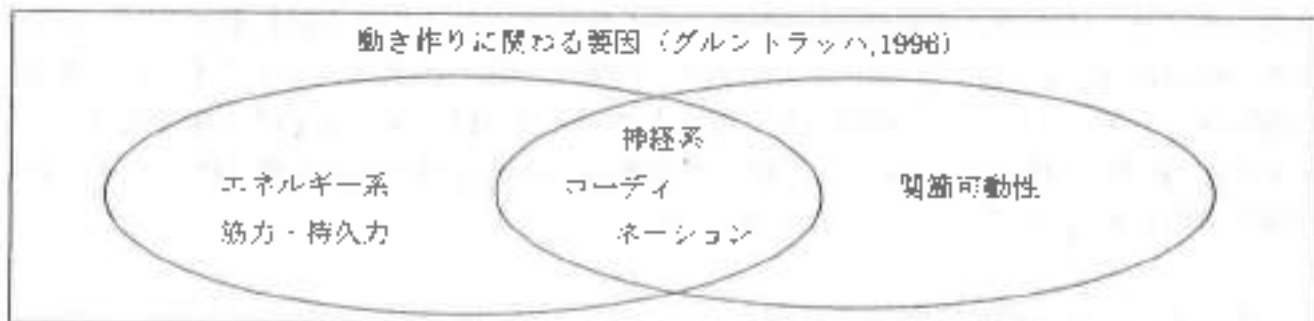 動き作りに関わる要因（グルントラッハ,1996）
神経系
エネルギー系
コーディ
関節可動性
筋力・持久力
ネーション